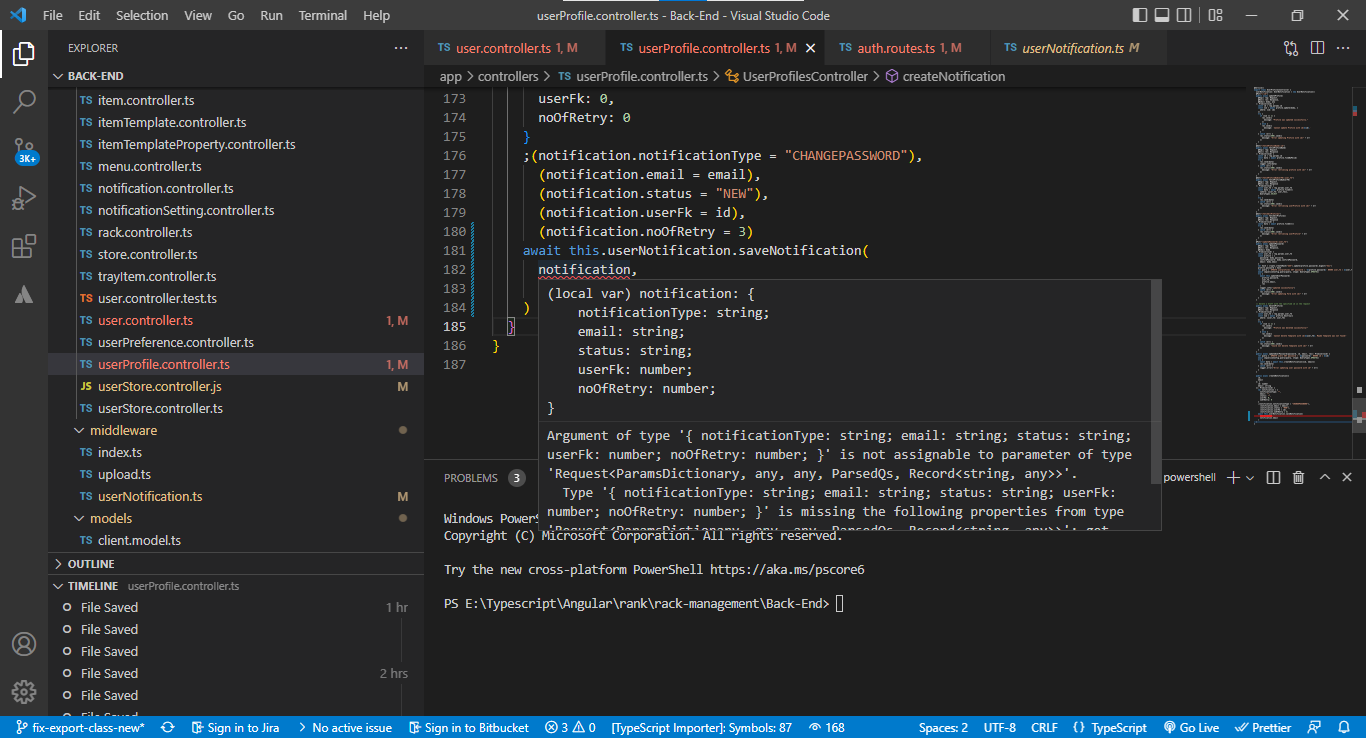 File Edit Selection View Go Run Terminal Help
userProfile.controller.ts - Back-End - Visual Studio Code
EXPLORER
BACK-END
TS item.controller.ts
TS itemTemplate.controller.ts
TS itemTemplateProperty.controller.ts
TS menu.controller.ts
TS notification.controller.ts
TS notificationSetting.controller.ts
TS rack.controller.ts
TS store.controller.ts
TS trayItem.controller.ts
TS user.controller.test.ts
TS user.controller.ts 1, M
TS userPreference.controller.ts
TS userProfile.controller.ts 1, M
JS userStore.controller.js M
TS userStore.controller.ts
middleware
TS index.ts
TS upload.ts
TS userNotification.ts M
models
TS client.model.ts
OUTLINE
TIMELINE userProfile.controller.ts
File Saved 1 hr
File Saved
File Saved
File Saved 2 hrs
File Saved
3K+
TS user.controller.ts 1, M
TS userProfile.controller.ts 1, M
TS auth.routes.ts 1, M
TS userNotification.ts M
app > controllers > TS userProfile.controller.ts > UserProfilesController > createNotification
173 userFk: 0,
174 noOfRetry: 0
175 }
176 ;(notification.notificationType = "CHANGEPASSWORD"),
177 (notification.email = email),
178 (notification.status = "NEW"),
179 (notification.userFk = id),
180 (notification.noOfRetry = 3)
181 await this.userNotification.saveNotification(
182 notification,
183
184 )
185 }
186 }
187
(local var) notification: {
notificationType: string;
email: string;
status: string;
userFk: number;
noOfRetry: number;
}
Argument of type '{ notificationType: string; email: string; status: string;
userFk: number; noOfRetry: number; }' is not assignable to parameter of type
'Request<ParamsDictionary, any, any, ParsedQs, Record<string, any>>'.
Type '{ notificationType: string; email: string; status: string; userFk:
number; noOfRetry: number; }' is missing the following properties from type
'Request<ParamsDictionary, any, any, ParsedQs, Record<string, any>>': get,
PROBLEMS 3
powershell
Windows PowerS
Copyright (C) Microsoft Corporation. All rights reserved.
Try the new cross-platform PowerShell https://aka.ms/pscore6
PS E:\Typescript\Angular\rank\rack-management\Back-End>
fix-export-class-new* Sign in to Jira No active issue Sign in to Bitbucket 3 0 [TypeScript Importer]: Symbols: 87 168 Spaces: 2 UTF-8 CRLF {} TypeScript Go Live Prettier